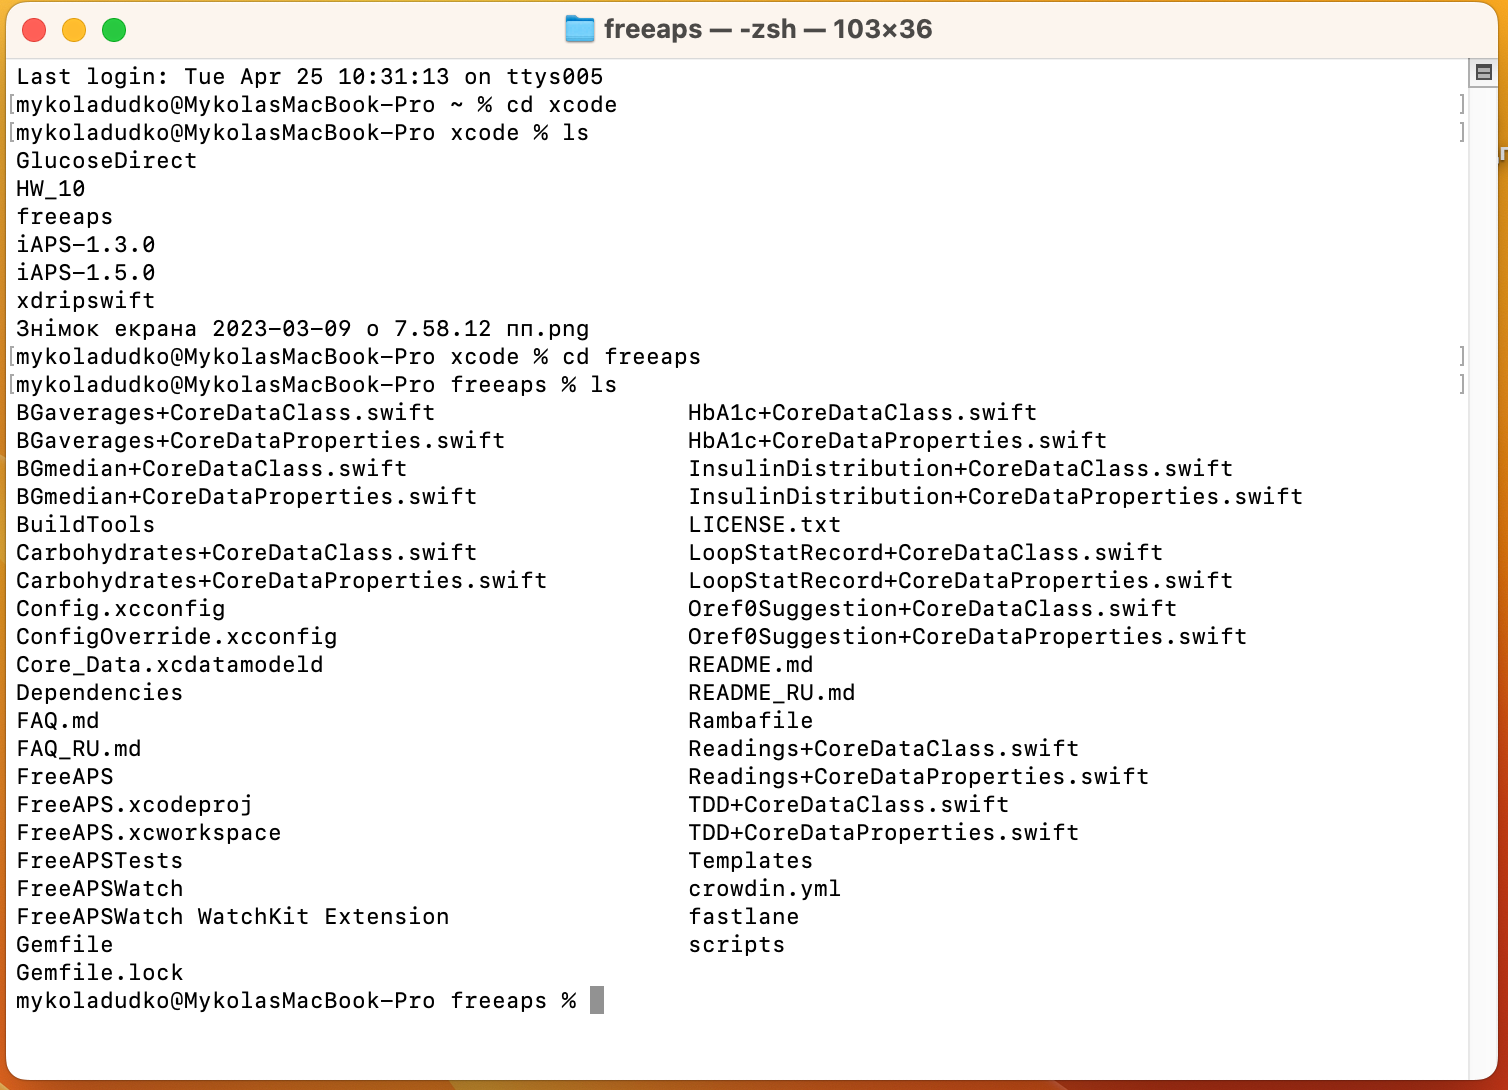 freeaps — -zsh — 103×36
Last login: Tue Apr 25 10:31:13 on ttys005
[mykoladudko@MykolasMacBook-Pro ~ % cd xcode ]
[mykoladudko@MykolasMacBook-Pro xcode % ls ]
GlucoseDirect
HW_10
freeaps
iAPS-1.3.0
iAPS-1.5.0
xdripswift
Знімок екрана 2023-03-09 о 7.58.12 пп.png
[mykoladudko@MykolasMacBook-Pro xcode % cd freeaps ]
[mykoladudko@MykolasMacBook-Pro freeaps % ls ]
BGaverages+CoreDataClass.swift HbA1c+CoreDataClass.swift
BGaverages+CoreDataProperties.swift HbA1c+CoreDataProperties.swift
BGmedian+CoreDataClass.swift InsulinDistribution+CoreDataClass.swift
BGmedian+CoreDataProperties.swift InsulinDistribution+CoreDataProperties.swift
BuildTools LICENSE.txt
Carbohydrates+CoreDataClass.swift LoopStatRecord+CoreDataClass.swift
Carbohydrates+CoreDataProperties.swift LoopStatRecord+CoreDataProperties.swift
Config.xcconfig Oref0Suggestion+CoreDataClass.swift
ConfigOverride.xcconfig Oref0Suggestion+CoreDataProperties.swift
Core_Data.xcdatamodeld README.md
Dependencies README_RU.md
FAQ.md Rambafile
FAQ_RU.md Readings+CoreDataClass.swift
FreeAPS Readings+CoreDataProperties.swift
FreeAPS.xcodeproj TDD+CoreDataClass.swift
FreeAPS.xcworkspace TDD+CoreDataProperties.swift
FreeAPSTests Templates
FreeAPSWatch crowdin.yml
FreeAPSWatch WatchKit Extension fastlane
Gemfile scripts
Gemfile.lock
mykoladudko@MykolasMacBook-Pro freeaps %